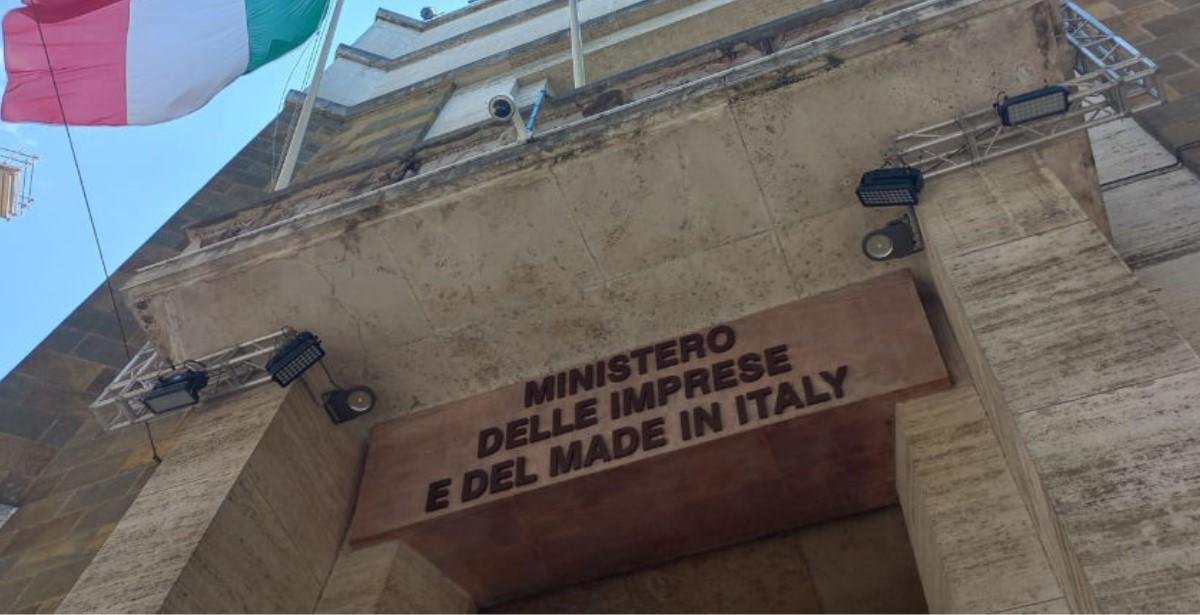 MINISTERO
DELLE IMPRESE
E DEL MADE IN ITALY